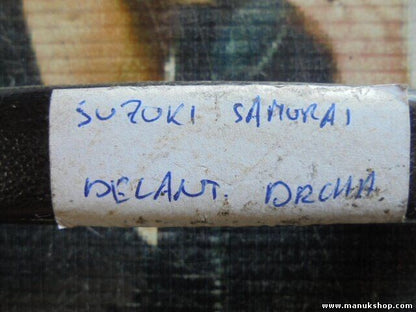 SUZUKI SAMURAI
DELANT. DRCHA.
www.manukshop.com